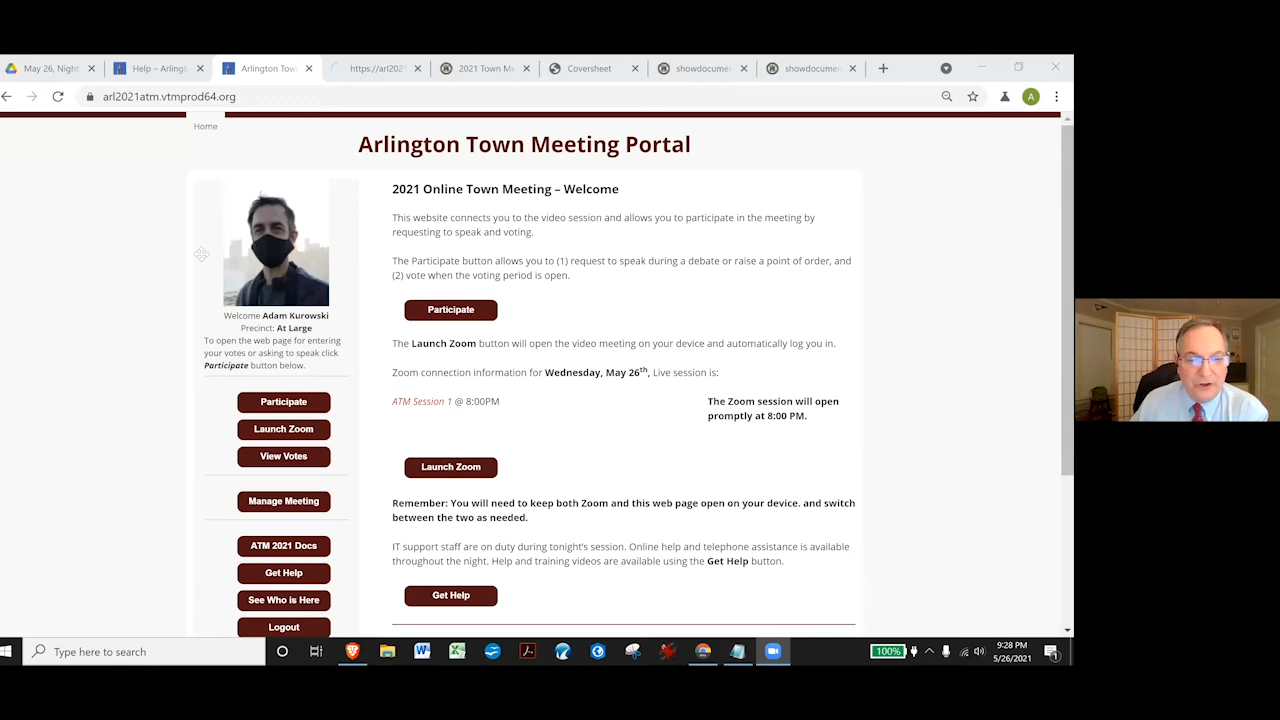 May 26, Night
Help – Arlingt
Arlington Tow
https://arl2021
2021 Town Me
Coversheet
showdocumen
showdocumen
arl2021atm.vtmprod64.org
A
Home
Arlington Town Meeting Portal
2021 Online Town Meeting – Welcome
This website connects you to the video session and allows you to participate in the meeting by
requesting to speak and voting.
The Participate button allows you to (1) request to speak during a debate or raise a point of order, and
(2) vote when the voting period is open.
Participate
The Launch Zoom button will open the video meeting on your device and automatically log you in.
Zoom connection information for Wednesday, May 26th, Live session is:
ATM Session 1 @ 8:00PM
The Zoom session will open
promptly at 8:00 PM.
Launch Zoom
Remember: You will need to keep both Zoom and this web page open on your device. and switch
between the two as needed.
IT support staff are on duty during tonight's session. Online help and telephone assistance is available
throughout the night. Help and training videos are available using the Get Help button.
Get Help
Welcome Adam Kurowski
Precinct: At Large
To open the web page for entering
your votes or asking to speak click
Participate button below.
Participate
Launch Zoom
View Votes
Manage Meeting
ATM 2021 Docs
Get Help
See Who is Here
Logout
Type here to search
100%
9:28 PM
5/26/2021
1